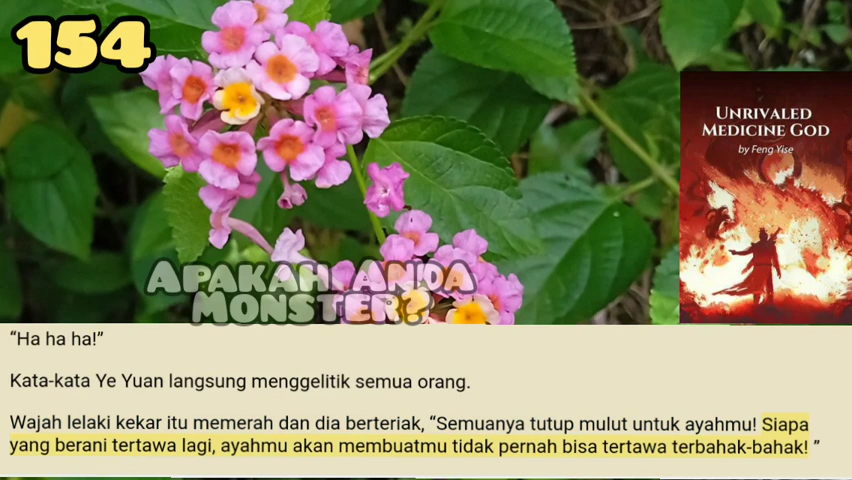 154
UNRIVALED
MEDICINE GOD
by Feng Yise
APAKAH ANDA
MONSTER?
“Ha ha ha!”
Kata-kata Ye Yuan langsung menggelitik semua orang.
Wajah lelaki kekar itu memerah dan dia berteriak, “Semuanya tutup mulut untuk ayahmu! Siapa
yang berani tertawa lagi, ayahmu akan membuatmu tidak pernah bisa tertawa terbahak-bahak! ”